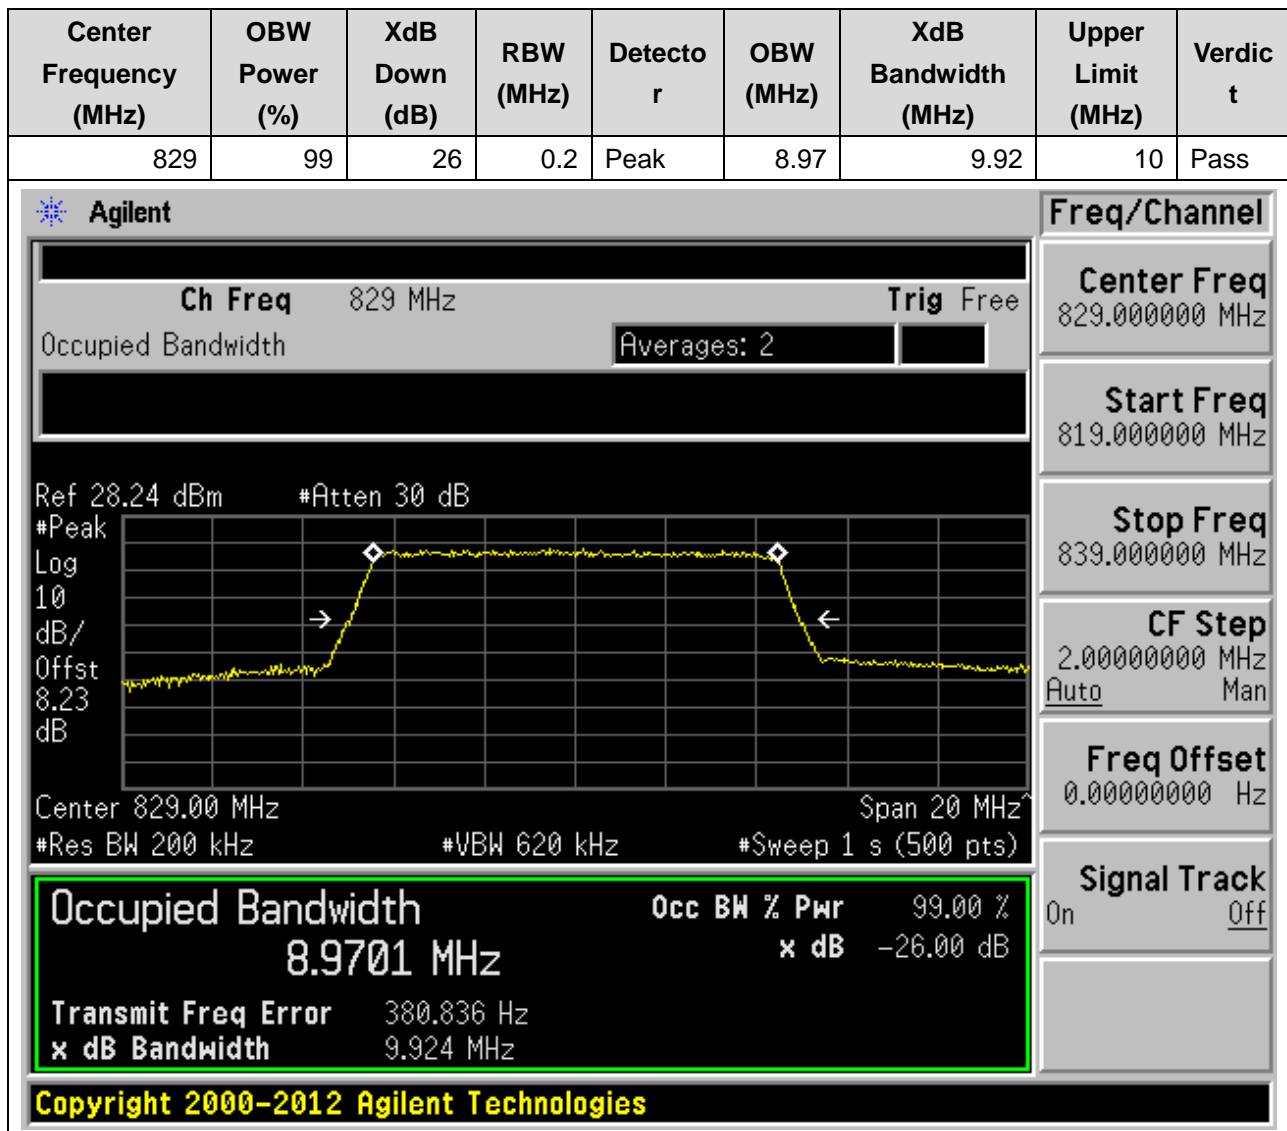 Center Frequency (MHz) OBW Power (%) XdB Down (dB) RBW (MHz) Detecto r OBW (MHz) XdB Bandwidth (MHz) Upper Limit (MHz) Verdic t
829 99 26 0.2 Peak 8.97 9.92 10 Pass
Agilent
Freq/Channel
Ch Freq 829 MHz Trig Free
Occupied Bandwidth Averages: 2
Center Freq
829.000000 MHz
Start Freq
819.000000 MHz
Stop Freq
839.000000 MHz
CF Step
2.00000000 MHz
Auto Man
Freq Offset
0.00000000 Hz
Signal Track
On Off
Ref 28.24 dBm #Atten 30 dB
#Peak
Log
10
dB/
Offst
8.23
dB
Center 829.00 MHz Span 20 MHz^
#Res BW 200 kHz #VBW 620 kHz #Sweep 1 s (500 pts)
Occupied Bandwidth Occ BW % Pwr 99.00 %
8.9701 MHz x dB -26.00 dB
Transmit Freq Error 380.836 Hz
x dB Bandwidth 9.924 MHz
Copyright 2000-2012 Agilent Technologies